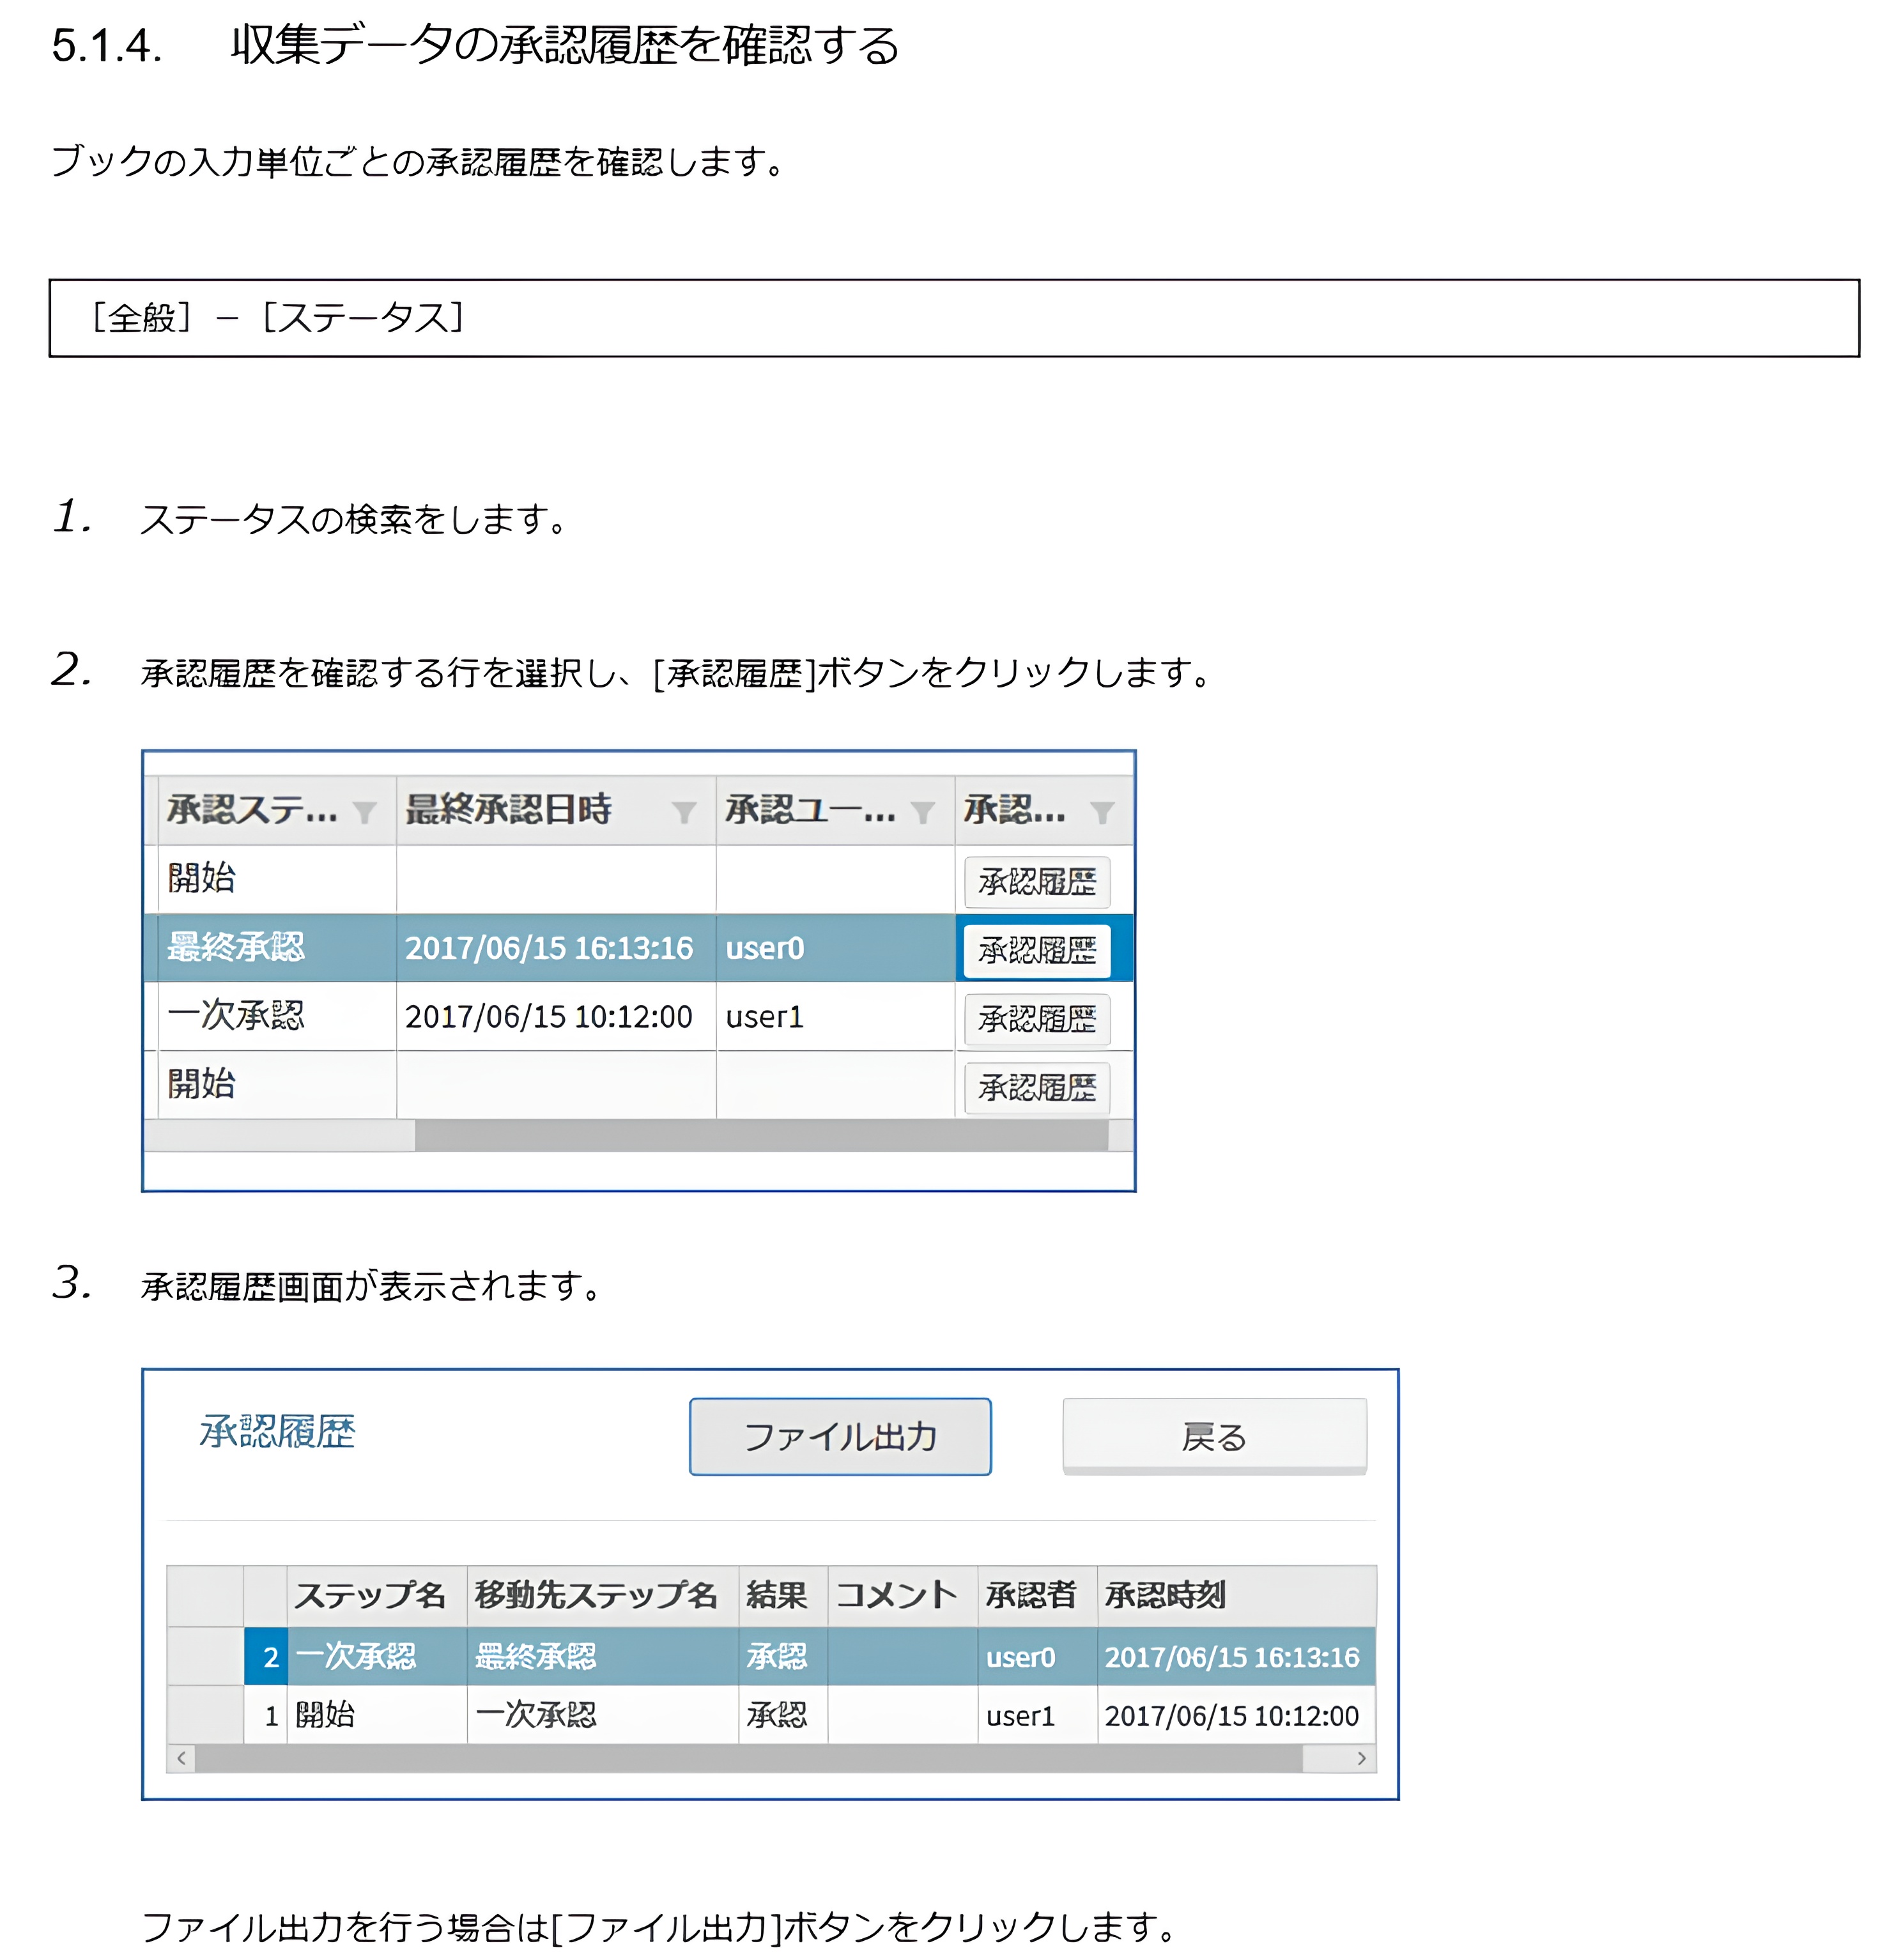 5.1.4. 収集データの承認履歴を確認する
ブックの入力単位ごとの承認履歴を確認します。
［全般］－［ステータス］
1. ステータスの検索をします。
2. 承認履歴を確認する行を選択し、[承認履歴]ボタンをクリックします。
承認ステ... 最終承認日時 承認ユー... 承認...
開始 承認履歴
最終承認 2017/06/15 16:13:16 user0 承認履歴
一次承認 2017/06/15 10:12:00 user1 承認履歴
開始 承認履歴
3. 承認履歴画面が表示されます。
承認履歴 ファイル出力 戻る
ステップ名 移動先ステップ名 結果 コメント 承認者 承認時刻
2 一次承認 最終承認 承認 user0 2017/06/15 16:13:16
1 開始 一次承認 承認 user1 2017/06/15 10:12:00
ファイル出力を行う場合は[ファイル出力]ボタンをクリックします。